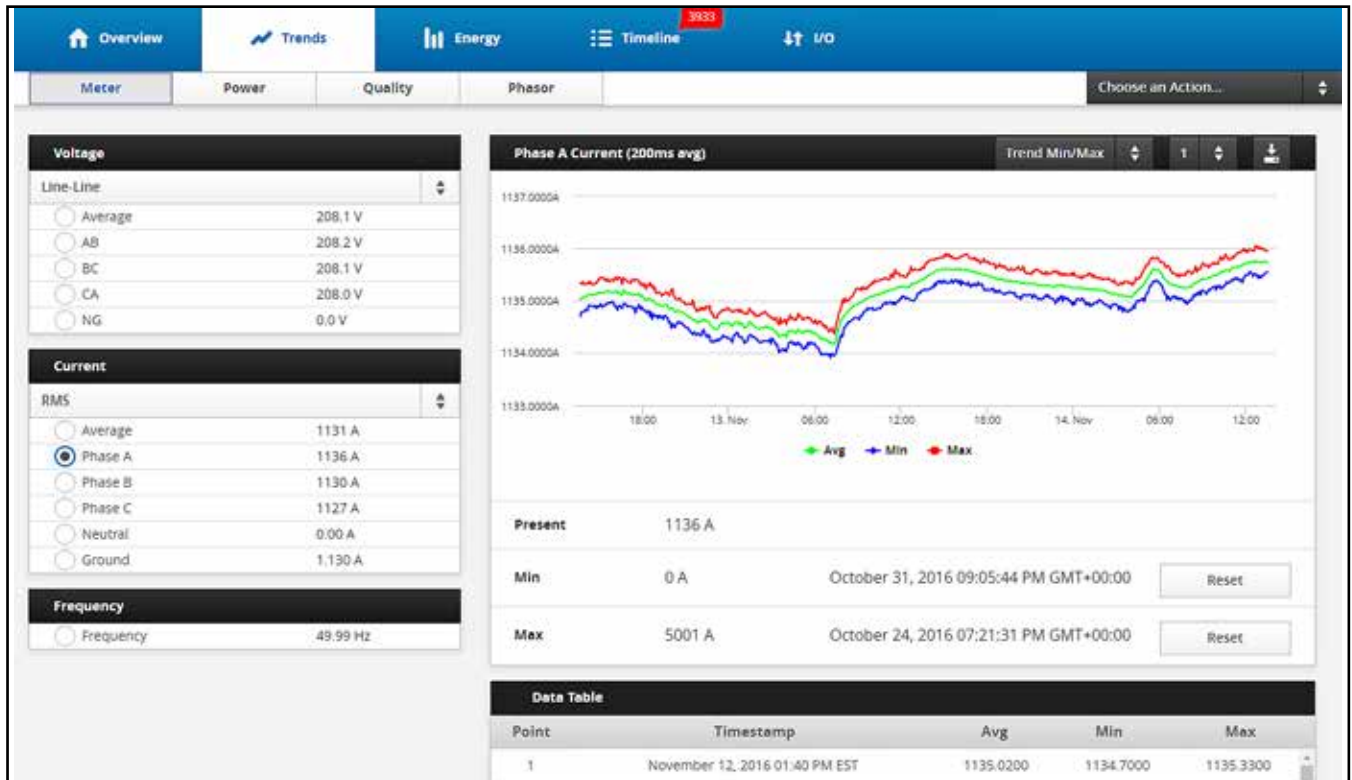 Overview Trends Energy Timeline 3933 I/O
Meter Power Quality Phasor Choose an Action...
Voltage
Line-Line
Average 208.1 V
AB 208.2 V
BC 208.1 V
CA 208.0 V
NG 0.0 V
Current
RMS
Average 1131 A
Phase A 1136 A
Phase B 1130 A
Phase C 1127 A
Neutral 0.00 A
Ground 1.130 A
Frequency
Frequency 49.99 Hz
Phase A Current (200ms avg) Trend Min/Max 1
1137.0000A
1136.0000A
1135.0000A
1134.0000A
1133.0000A
18:00 13. Nov 06:00 12:00 18:00 14. Nov 06:00 12:00
Avg Min Max
Present 1136 A
Min 0 A October 31, 2016 09:05:44 PM GMT+00:00 Reset
Max 5001 A October 24, 2016 07:21:31 PM GMT+00:00 Reset
Data Table
Point Timestamp Avg Min Max
1 November 12, 2016 01:40 PM EST 1135.0200 1134.7000 1135.3300